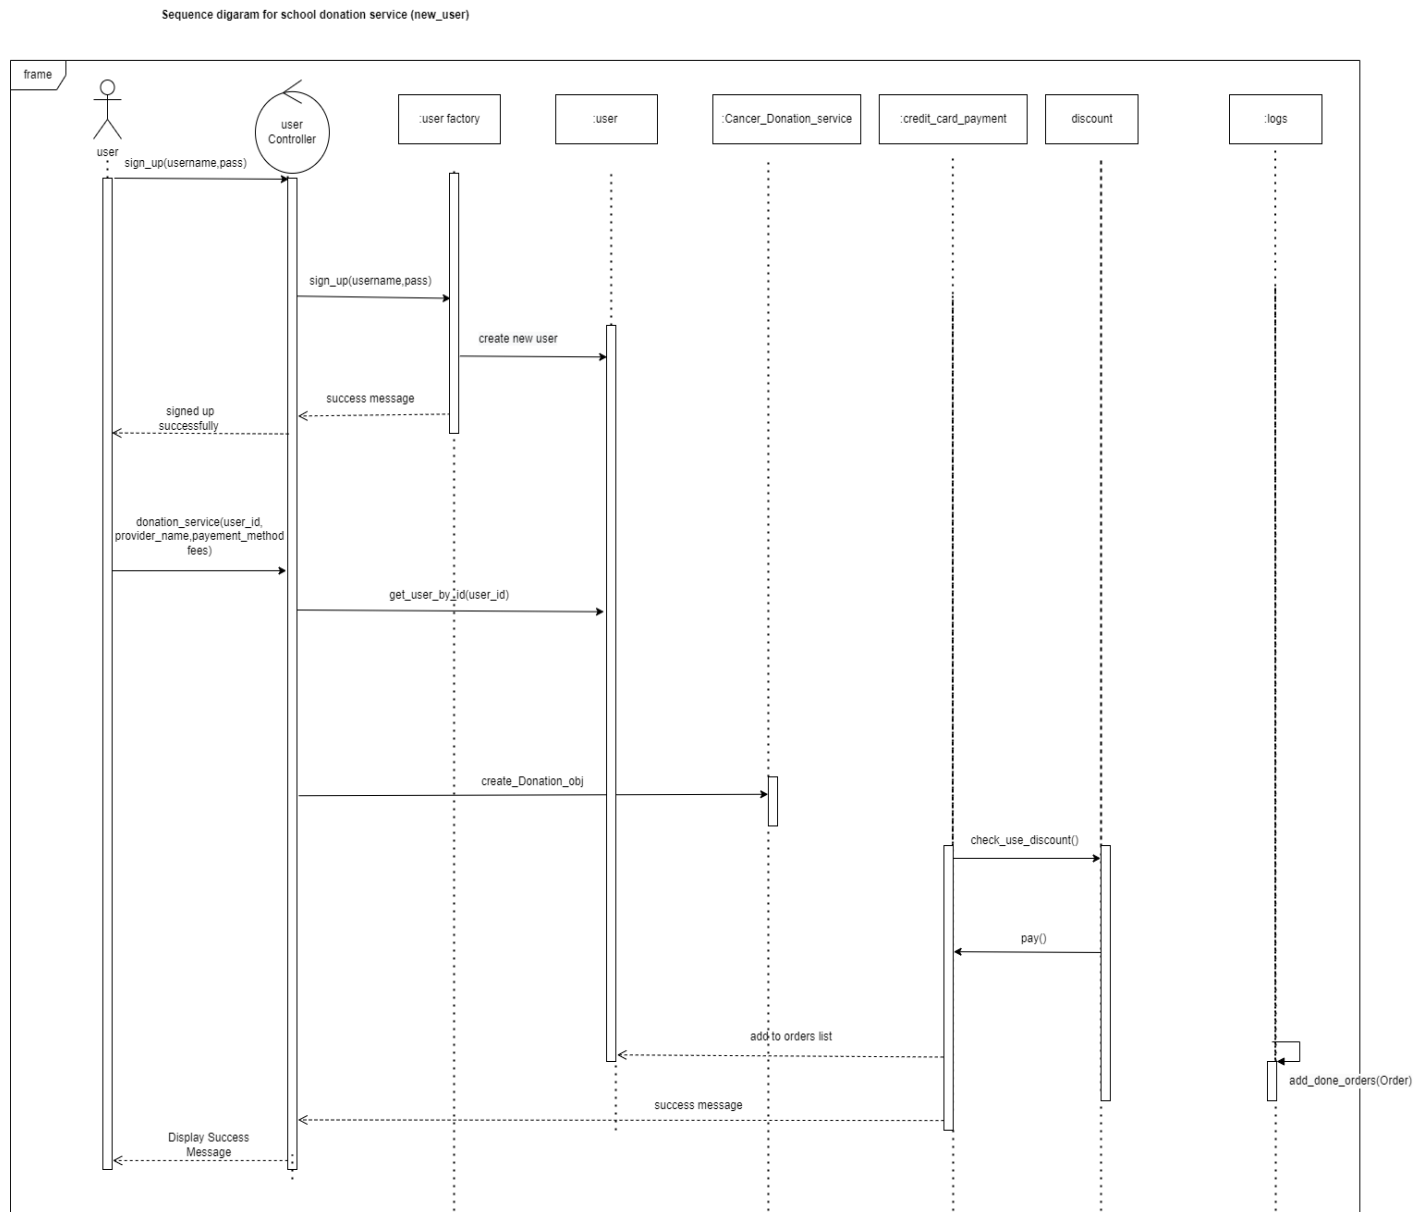 Sequence digaram for school donation service (new_user)
frame
user
user
Controller
:user factory
:user
:Cancer_Donation_service
:credit_card_payment
discount
:logs
sign_up(username,pass)
sign_up(username,pass)
create new user
success message
signed up
successfully
donation_service(user_id,
provider_name,payement_method
fees)
get_user_by_id(user_id)
create_Donation_obj
check_use_discount()
pay()
add to orders list
add_done_orders(Order)
success message
Display Success
Message